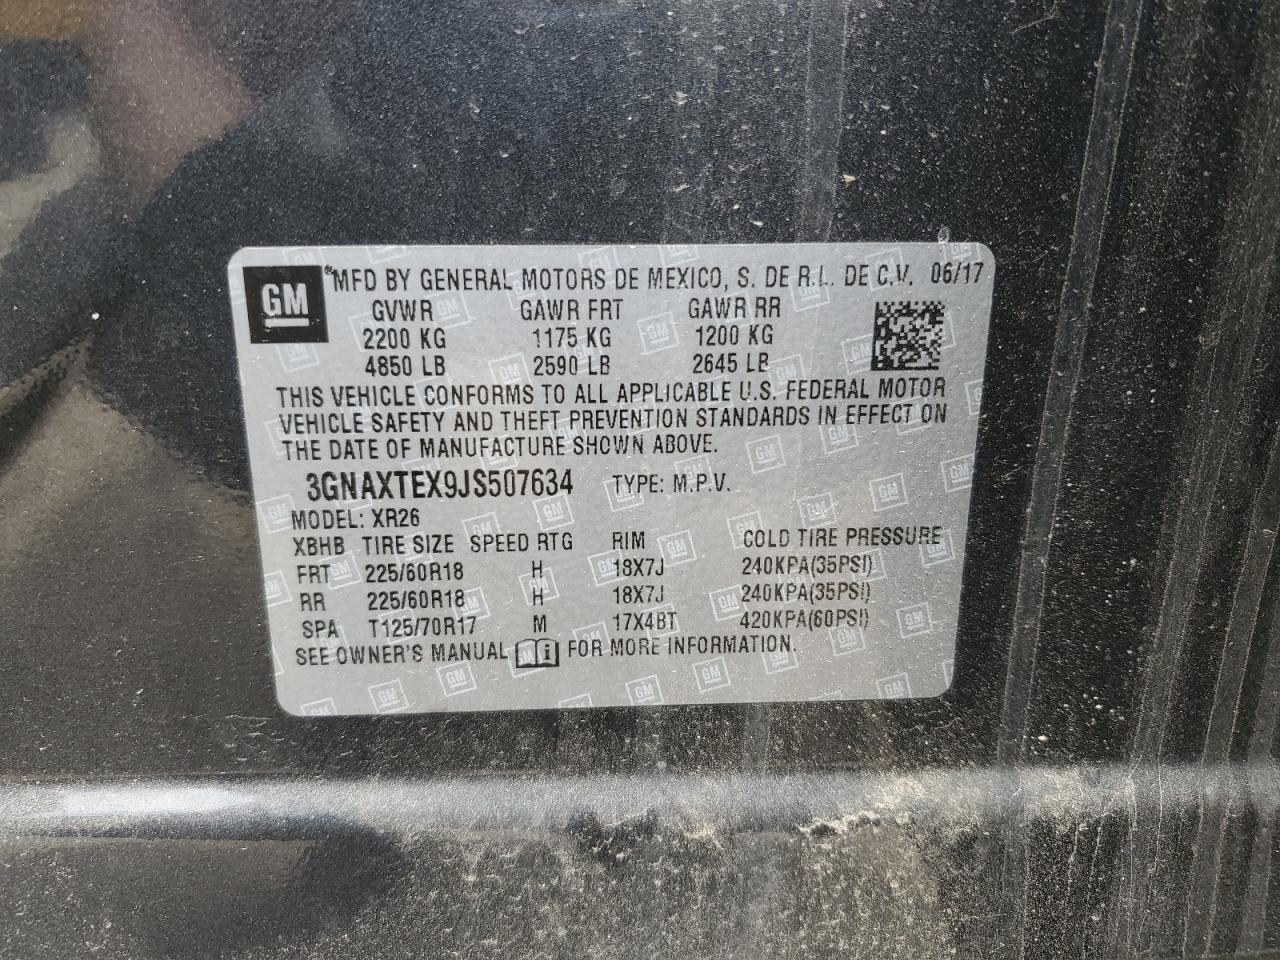 GM
MFD BY GENERAL MOTORS DE MEXICO, S. DE R.L. DE C.V. 06/17
GVWR GAWR FRT GAWR RR
2200 KG 1175 KG 1200 KG
4850 LB 2590 LB 2645 LB
THIS VEHICLE CONFORMS TO ALL APPLICABLE U.S. FEDERAL MOTOR
VEHICLE SAFETY AND THEFT PREVENTION STANDARDS IN EFFECT ON
THE DATE OF MANUFACTURE SHOWN ABOVE.
3GNAXTEX9JS507634 TYPE: M.P.V.
MODEL: XR26
XBHB TIRE SIZE SPEED RTG RIM COLD TIRE PRESSURE
FRT 225/60R18 H 18X7J 240KPA(35PSI)
RR 225/60R18 H 18X7J 240KPA(35PSI)
SPA T125/70R17 M 17X4BT 420KPA(60PSI)
SEE OWNER'S MANUAL i FOR MORE INFORMATION.